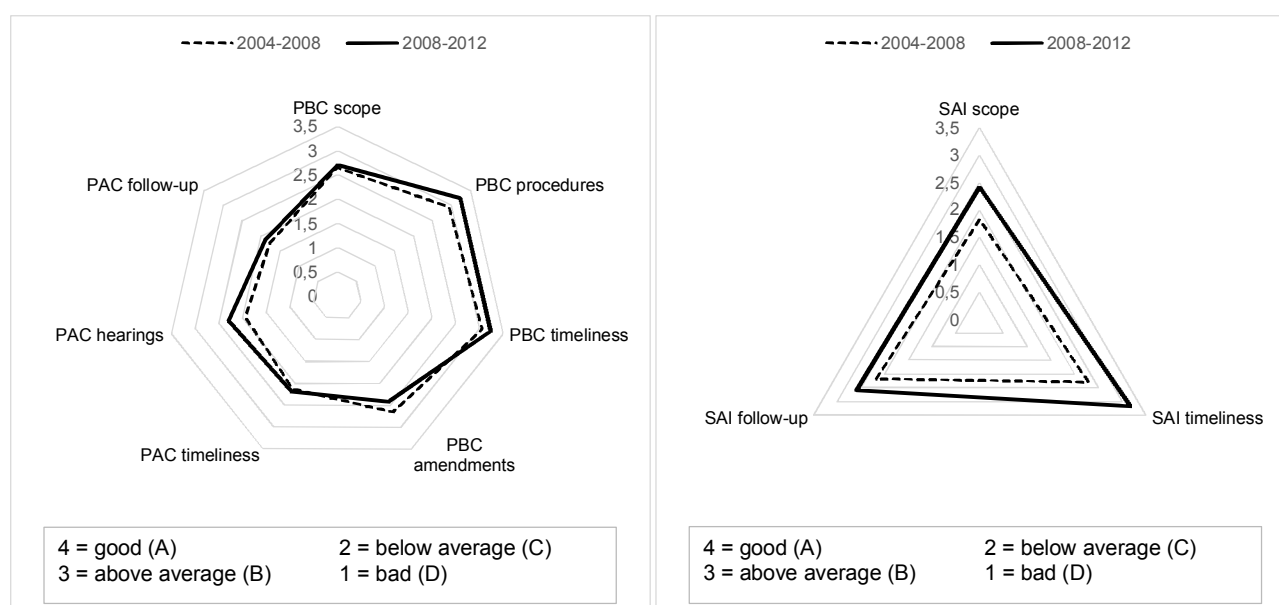 2004-2008 2008-2012
PBC scope
3,5
3
2,5
2
1,5
1
0,5
0
PAC follow-up
PBC procedures
PAC hearings
PBC timeliness
PAC timeliness
PBC
amendments
4 = good (A) 2 = below average (C)
3 = above average (B) 1 = bad (D)
2004-2008 2008-2012
SAI scope
3,5
3
2,5
2
1,5
1
0,5
0
SAI follow-up
SAI timeliness
4 = good (A) 2 = below average (C)
3 = above average (B) 1 = bad (D)